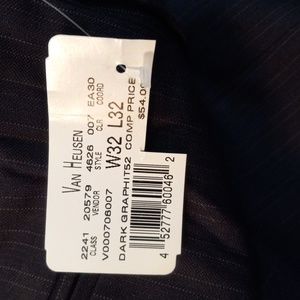 VAN HEUSEN
2241 20579 4626 007 EA30
CLASS VENDOR STYLE CLR COORD
V000708007
W32 L32
DARK GRAPHIT52 COMP PRICE
$54.00
4 52777 60046 2